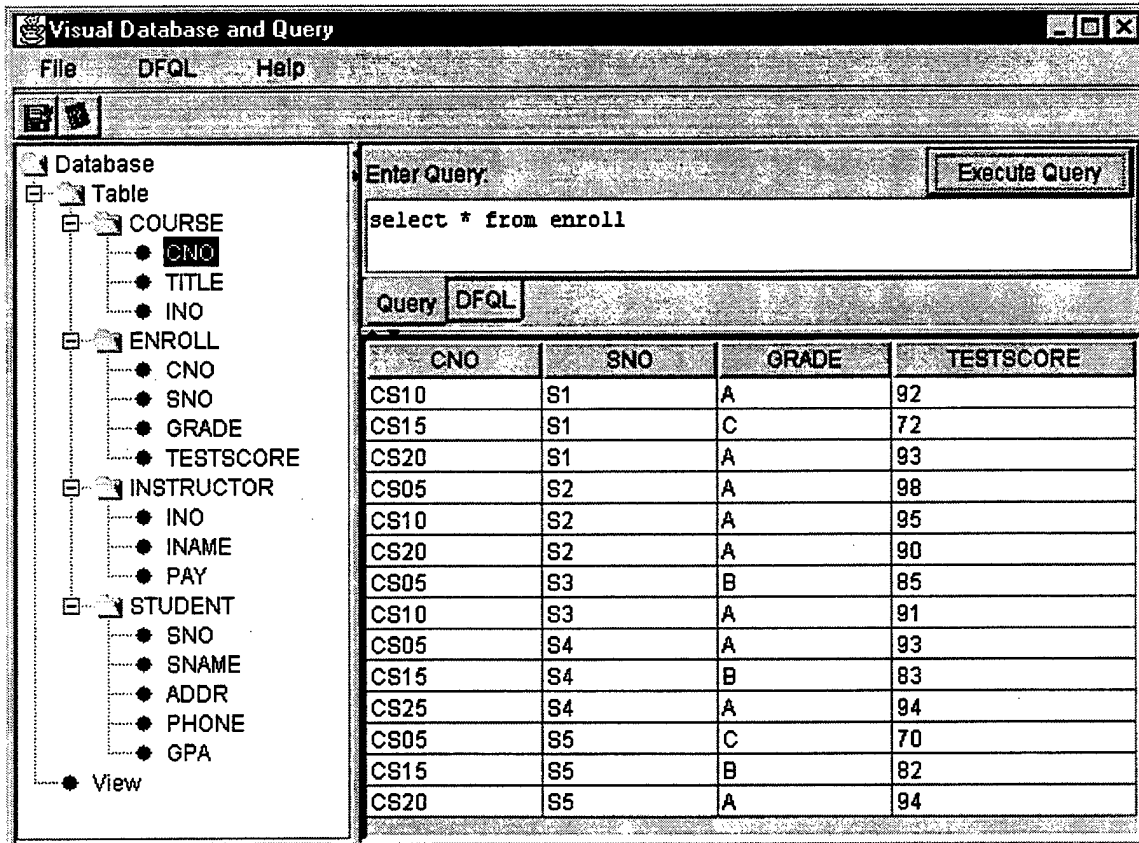 Visual Database and Query
File DFQL Help
Database
Table
COURSE
CNO
TITLE
INO
ENROLL
CNO
SNO
GRADE
TESTSCORE
INSTRUCTOR
INO
INAME
PAY
STUDENT
SNO
SNAME
ADDR
PHONE
GPA
View
Enter Query: Execute Query
select * from enroll
Query DFQL
CNO SNO GRADE TESTSCORE
CS10 S1 A 92
CS15 S1 C 72
CS20 S1 A 93
CS05 S2 A 98
CS10 S2 A 95
CS20 S2 A 90
CS05 S3 B 85
CS10 S3 A 91
CS05 S4 A 93
CS15 S4 B 83
CS25 S4 A 94
CS05 S5 C 70
CS15 S5 B 82
CS20 S5 A 94